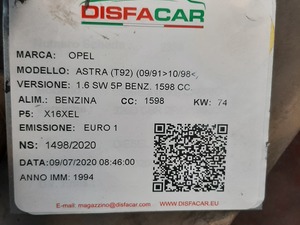 DISFACAR
MARCA: OPEL
MODELLO: ASTRA (T92) (09/91>10/98<,
VERSIONE: 1.6 SW 5P BENZ. 1598 CC.
ALIM.: BENZINA CC: 1598 KW: 74
P5: X16XEL
EMISSIONE: EURO 1
NS: 1498/2020
DATA: 09/07/2020 08:46:00
ANNO IMM: 1994
E-mail: magazzino@disfacar.eu
WWW.DISFACAR.EU